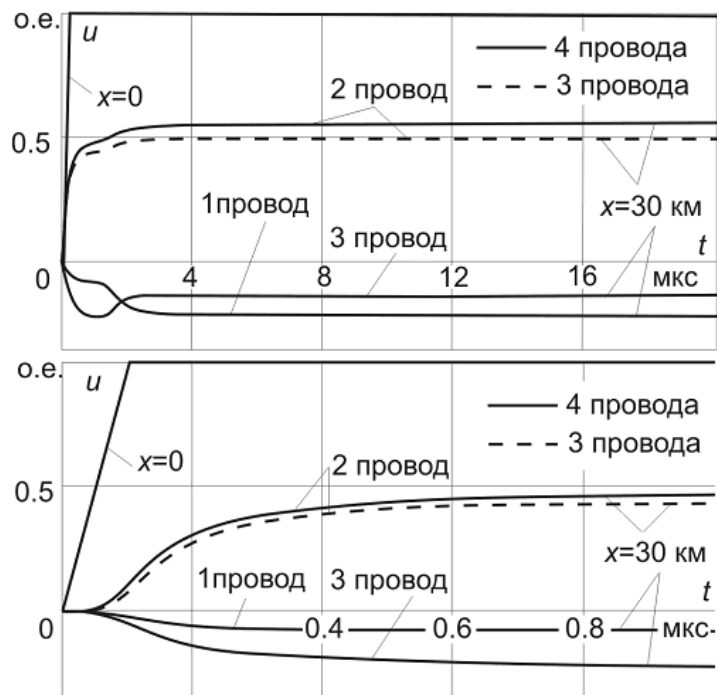 о.е.
u
4 провода
3 провода
x=0
2 провод
0.5
1провод
x=30 км
3 провод
t
0
4
8
12
16
мкс
о.е.
u
4 провода
3 провода
x=0
2 провод
0.5
x=30 км
1провод
3 провод
t
0
0.4
0.6
0.8
мкс